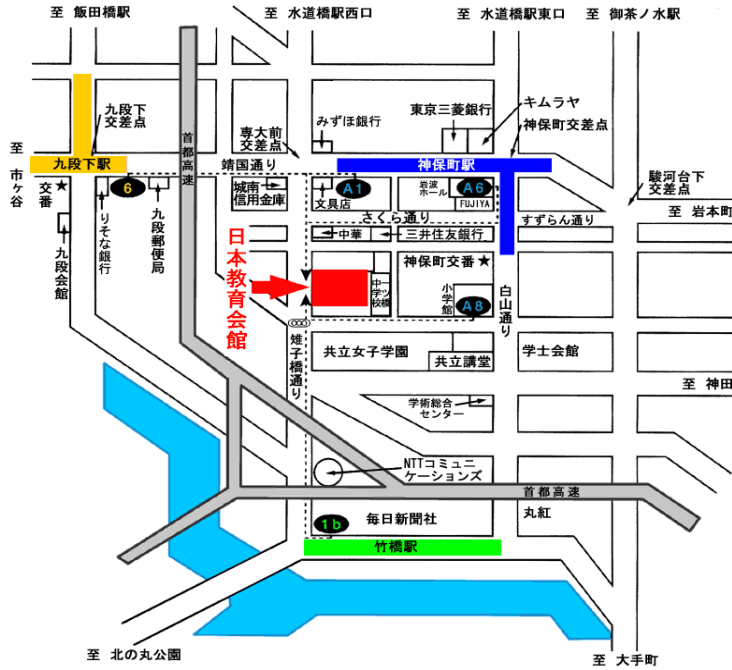 至 飯田橋駅
至 水道橋駅西口
至 水道橋駅東口
至 御茶ノ水駅
九段下
交差点
首都高速
専大前
交差点
みずほ銀行
東京三菱銀行
キムラヤ
神保町交差点
至 市ヶ谷
九段下駅
靖国通り
神保町駅
駿河台下
交差点
交番★
6
城南
信用金庫
文具店
A1
岩波
ホール
A6
FUJIYA
りそな銀行
九段郵便局
九段会館
さくら通り
すずらん通り
至 岩本町
中華
三井住友銀行
日本教育会館
一ツ橋
中学校
神保町交番★
小学館
A8
白山通り
雉子橋通り
共立女子学園
共立講堂
学士会館
至 神田
学術総合
センター
NTTコミュニ
ケーションズ
首都高速
1b
毎日新聞社
丸紅
竹橋駅
至 北の丸公園
至 大手町